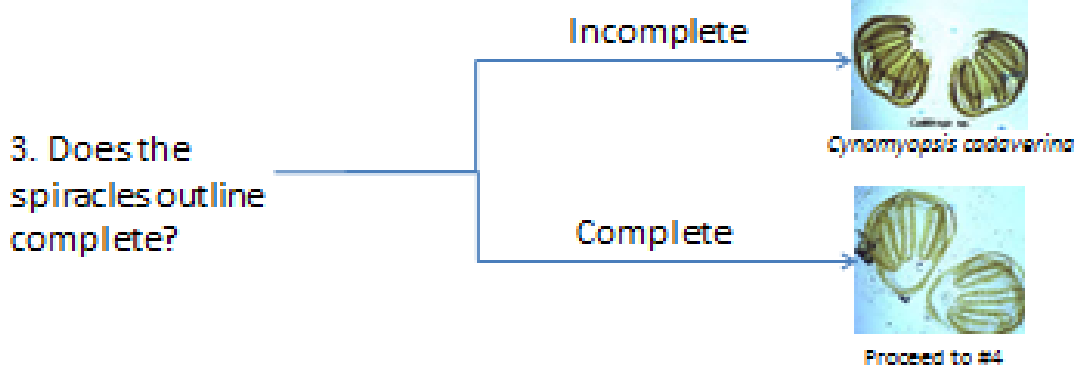 Incomplete
3. Does the
spiracles outline
complete?
Cynomyopsis cadaverina
Complete
Proceed to #4